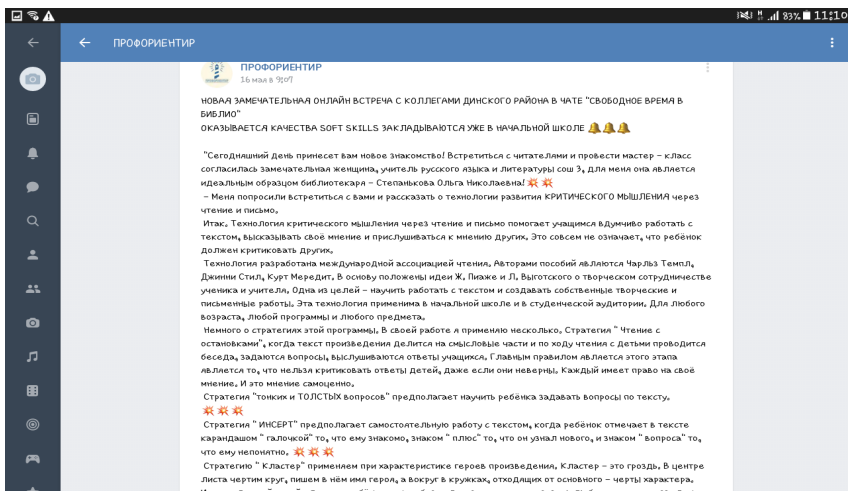 83% 11:10
ПРОФОРИЕНТИР
ПРОФОРИЕНТИР
16 мая в 9:07
НОВАЯ ЗАМЕЧАТЕЛЬНАЯ ОНЛАЙН ВСТРЕЧА С КОЛЛЕГАМИ ДИНСКОГО РАЙОНА В ЧАТЕ "СВОБОДНОЕ ВРЕМЯ В
БИБЛИО"
ОКАЗЫВАЕТСЯ КАЧЕСТВА SOFT SKILLS ЗАКЛАДЫВАЮТСЯ УЖЕ В НАЧАЛЬНОЙ ШКОЛЕ 🔔🔔🔔
"Сегодняшний день принесет вам новое знакомство! Встретиться с читателями и провести мастер - класс
согласилась замечательная женщина, учитель русского языка и литературы сош 3, для меня она является
идеальным образцом библиотекаря - Степанькова Ольга Николаевна!💥💥
- Меня попросили встретиться с вами и рассказать о технологии развития КРИТИЧЕСКОГО МЫШЛЕНИЯ через
чтение и письмо.
Итак. Технология критического мышления через чтение и письмо помогает учащимся вдумчиво работать с
текстом, высказывать своё мнение и прислушиваться к мнению других. Это совсем не означает, что ребёнок
должен критиковать других.
Технология разработана международной ассоциацией чтения. Авторами пособий являются Чарльз Темпл,
Джинни Стил, Курт Мередит. В основу положены идеи Ж. Пиаже и Л. Выготского о творческом сотрудничестве
ученика и учителя. Одна из целей - научить работать с текстом и создавать собственные творческие и
письменные работы. Эта технология применима в начальной школе и в студенческой аудитории. Для любого
возраста, любой программы и любого предмета.
Немного о стратегиях этой программы. В своей работе я применяю несколько. Стратегия " Чтение с
остановками", когда текст произведения делится на смысловые части и по ходу чтения с детьми проводится
беседа, задаются вопросы, выслушиваются ответы учащихся. Главным правилом является этого этапа
является то, что нельзя критиковать ответы детей, даже если они неверны. Каждый имеет право на своё
мнение. И это мнение самоценно.
Стратегия "тонких и ТОЛСТЫХ вопросов" предполагает научить ребёнка задавать вопросы по тексту.
💥💥💥
Стратегия " ИНСЕРТ" предполагает самостоятельную работу с текстом, когда ребёнок отмечает в тексте
карандашом " галочкой" то, что ему знакомо, знаком " плюс" то, что он узнал нового, и знаком " вопроса" то,
что ему непонятно. 💥💥💥
Стратегию " Кластер" применяем при характеристике героев произведения. Кластер - это гроздь. В центре
листа чертим круг, пишем в нём имя героя, а вокруг в кружках, отходящих от основного - черты характера.